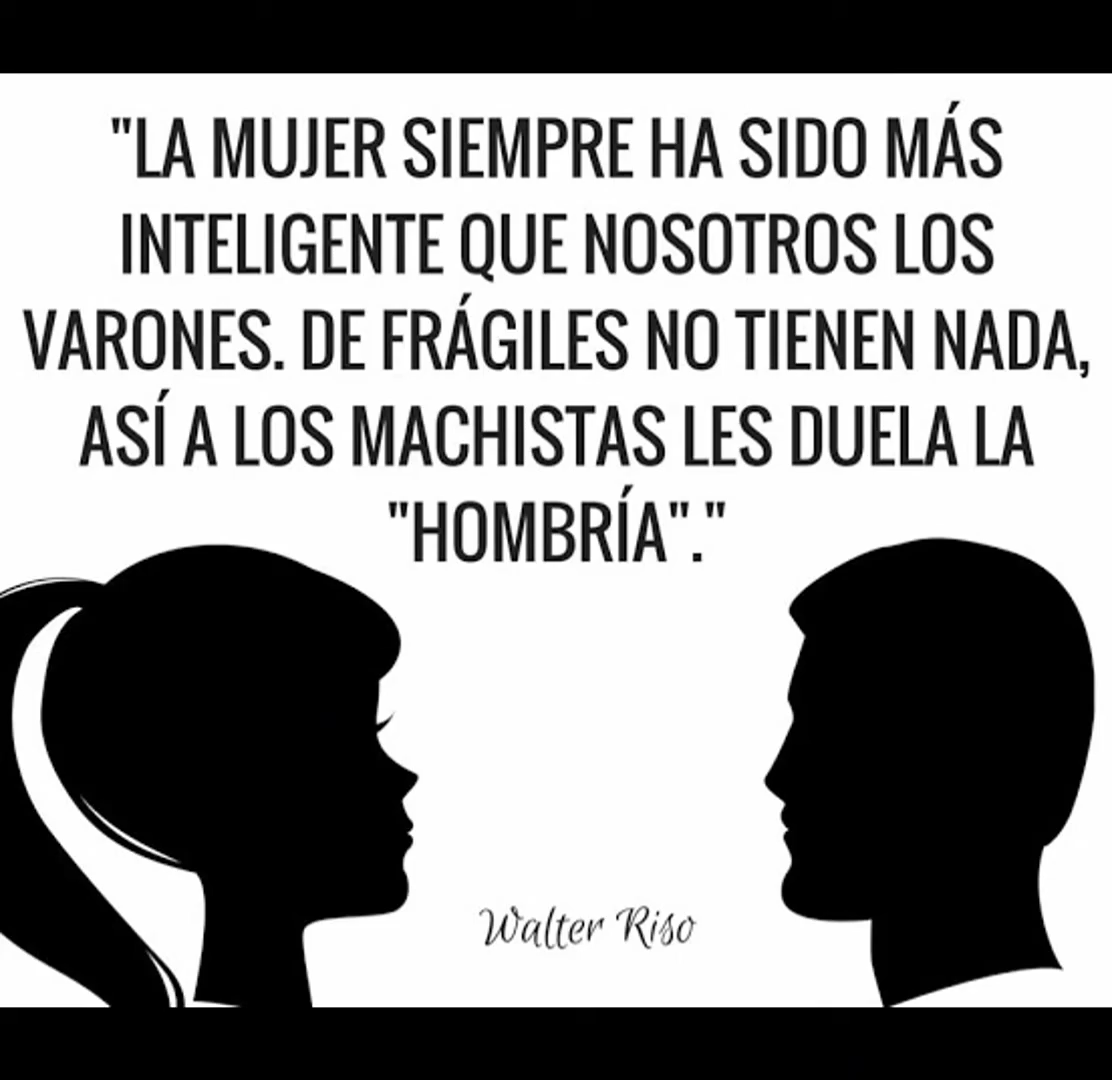 "LA MUJER SIEMPRE HA SIDO MÁS
INTELIGENTE QUE NOSOTROS LOS
VARONES. DE FRÁGILES NO TIENEN NADA,
ASÍ A LOS MACHISTAS LES DUELA LA
"HOMBRÍA"."
Walter Riso